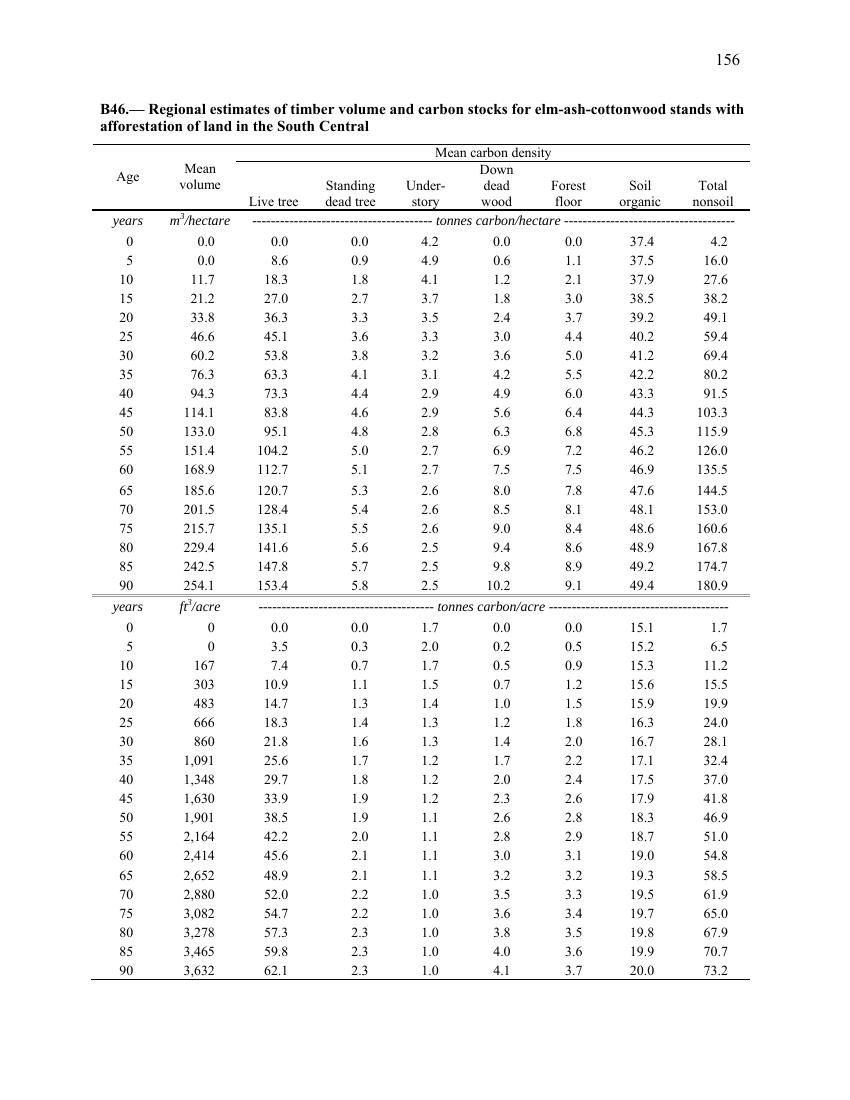 156
B46.— Regional estimates of timber volume and carbon stocks for elm-ash-cottonwood stands with
afforestation of land in the South Central
Age Mean volume Mean carbon density
Live tree Standing dead tree Under- story Down dead wood Forest floor Soil organic Total nonsoil
years m³/hectare --------------------------------------- tonnes carbon/hectare -------------------------------------
0 0.0 0.0 0.0 4.2 0.0 0.0 37.4 4.2
5 0.0 8.6 0.9 4.9 0.6 1.1 37.5 16.0
10 11.7 18.3 1.8 4.1 1.2 2.1 37.9 27.6
15 21.2 27.0 2.7 3.7 1.8 3.0 38.5 38.2
20 33.8 36.3 3.3 3.5 2.4 3.7 39.2 49.1
25 46.6 45.1 3.6 3.3 3.0 4.4 40.2 59.4
30 60.2 53.8 3.8 3.2 3.6 5.0 41.2 69.4
35 76.3 63.3 4.1 3.1 4.2 5.5 42.2 80.2
40 94.3 73.3 4.4 2.9 4.9 6.0 43.3 91.5
45 114.1 83.8 4.6 2.9 5.6 6.4 44.3 103.3
50 133.0 95.1 4.8 2.8 6.3 6.8 45.3 115.9
55 151.4 104.2 5.0 2.7 6.9 7.2 46.2 126.0
60 168.9 112.7 5.1 2.7 7.5 7.5 46.9 135.5
65 185.6 120.7 5.3 2.6 8.0 7.8 47.6 144.5
70 201.5 128.4 5.4 2.6 8.5 8.1 48.1 153.0
75 215.7 135.1 5.5 2.6 9.0 8.4 48.6 160.6
80 229.4 141.6 5.6 2.5 9.4 8.6 48.9 167.8
85 242.5 147.8 5.7 2.5 9.8 8.9 49.2 174.7
90 254.1 153.4 5.8 2.5 10.2 9.1 49.4 180.9
years ft³/acre -------------------------------------- tonnes carbon/acre ---------------------------------------
0 0 0.0 0.0 1.7 0.0 0.0 15.1 1.7
5 0 3.5 0.3 2.0 0.2 0.5 15.2 6.5
10 167 7.4 0.7 1.7 0.5 0.9 15.3 11.2
15 303 10.9 1.1 1.5 0.7 1.2 15.6 15.5
20 483 14.7 1.3 1.4 1.0 1.5 15.9 19.9
25 666 18.3 1.4 1.3 1.2 1.8 16.3 24.0
30 860 21.8 1.6 1.3 1.4 2.0 16.7 28.1
35 1,091 25.6 1.7 1.2 1.7 2.2 17.1 32.4
40 1,348 29.7 1.8 1.2 2.0 2.4 17.5 37.0
45 1,630 33.9 1.9 1.2 2.3 2.6 17.9 41.8
50 1,901 38.5 1.9 1.1 2.6 2.8 18.3 46.9
55 2,164 42.2 2.0 1.1 2.8 2.9 18.7 51.0
60 2,414 45.6 2.1 1.1 3.0 3.1 19.0 54.8
65 2,652 48.9 2.1 1.1 3.2 3.2 19.3 58.5
70 2,880 52.0 2.2 1.0 3.5 3.3 19.5 61.9
75 3,082 54.7 2.2 1.0 3.6 3.4 19.7 65.0
80 3,278 57.3 2.3 1.0 3.8 3.5 19.8 67.9
85 3,465 59.8 2.3 1.0 4.0 3.6 19.9 70.7
90 3,632 62.1 2.3 1.0 4.1 3.7 20.0 73.2